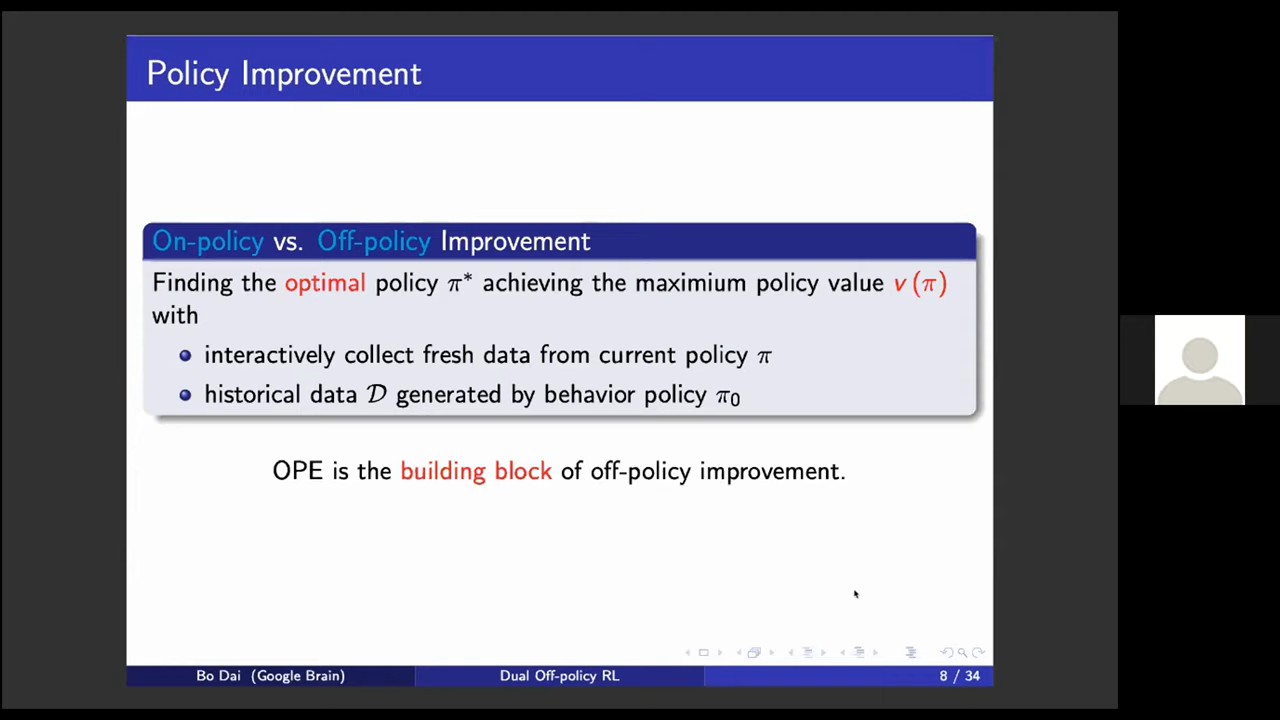 Policy Improvement
On-policy vs. Off-policy Improvement
Finding the optimal policy π* achieving the maximium policy value v(π)
with
interactively collect fresh data from current policy π
historical data 𝒟 generated by behavior policy π₀
OPE is the building block of off-policy improvement.
Bo Dai (Google Brain)
Dual Off-policy RL
8 / 34